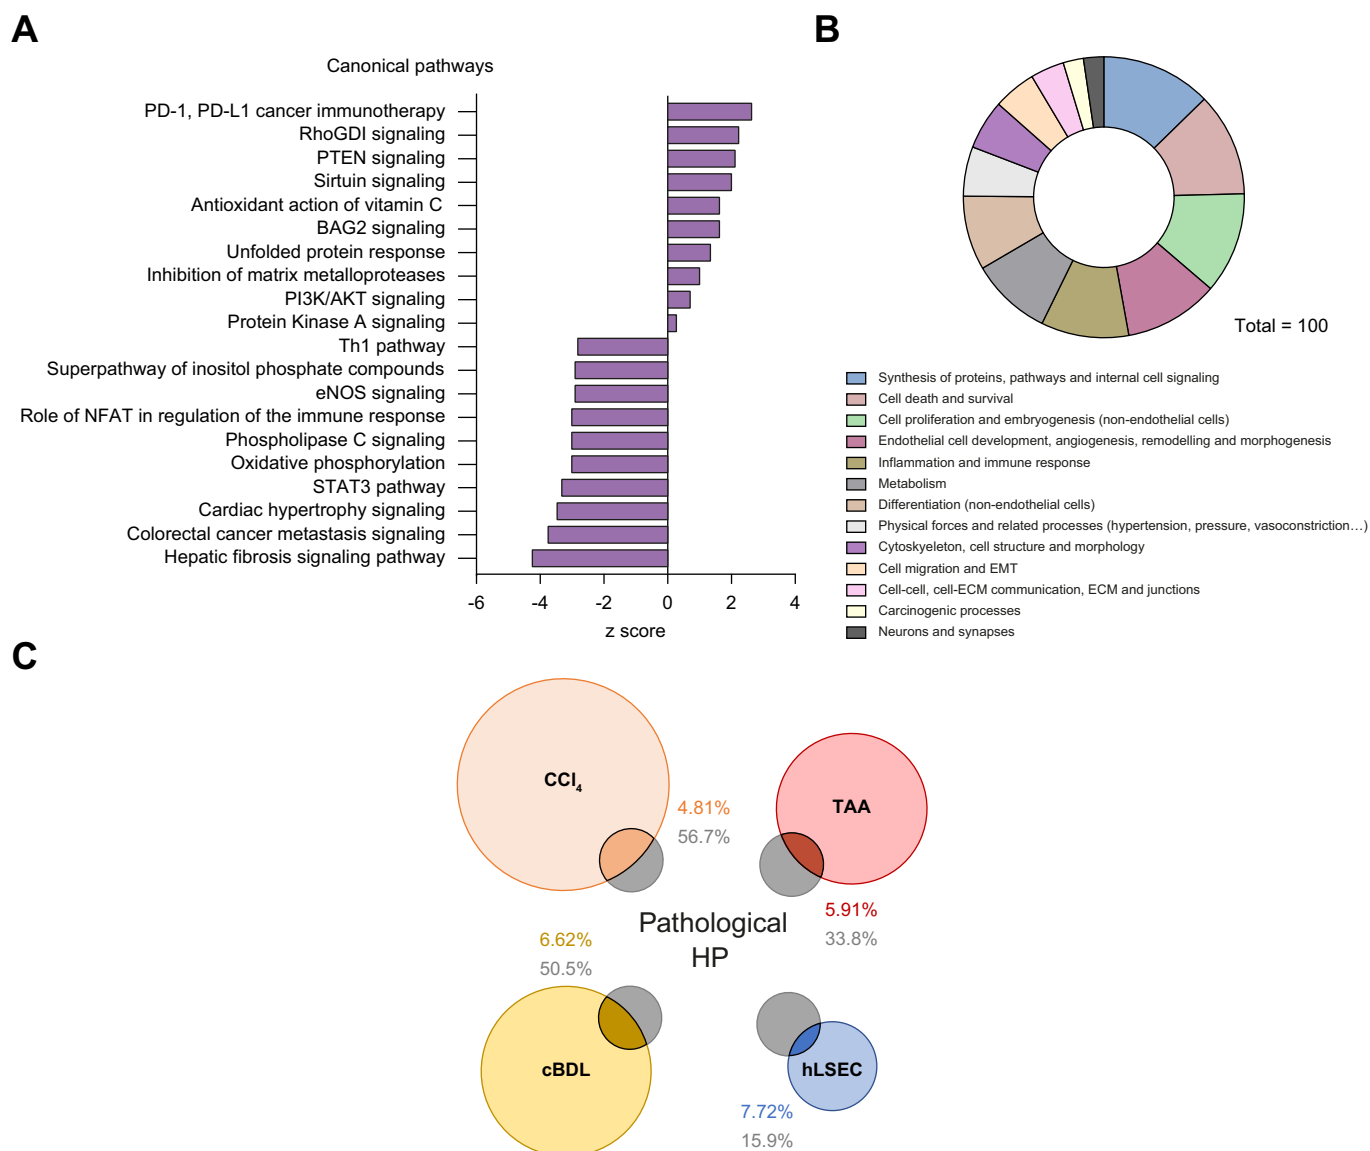 A
Canonical pathways
PD-1, PD-L1 cancer immunotherapy
RhoGDI signaling
PTEN signaling
Sirtuin signaling
Antioxidant action of vitamin C
BAG2 signaling
Unfolded protein response
Inhibition of matrix metalloproteases
PI3K/AKT signaling
Protein Kinase A signaling
Th1 pathway
Superpathway of inositol phosphate compounds
eNOS signaling
Role of NFAT in regulation of the immune response
Phospholipase C signaling
Oxidative phosphorylation
STAT3 pathway
Cardiac hypertrophy signaling
Colorectal cancer metastasis signaling
Hepatic fibrosis signaling pathway
-6 -4 -2 0 2 4
z score
B
Total = 100
Synthesis of proteins, pathways and internal cell signaling
Cell death and survival
Cell proliferation and embryogenesis (non-endothelial cells)
Endothelial cell development, angiogenesis, remodelling and morphogenesis
Inflammation and immune response
Metabolism
Differentiation (non-endothelial cells)
Physical forces and related processes (hypertension, pressure, vasoconstriction…)
Cytoskeleton, cell structure and morphology
Cell migration and EMT
Cell-cell, cell-ECM communication, ECM and junctions
Carcinogenic processes
Neurons and synapses
C
CCl₄
4.81%
56.7%
TAA
5.91%
33.8%
Pathological
HP
6.62%
50.5%
cBDL
hLSEC
7.72%
15.9%